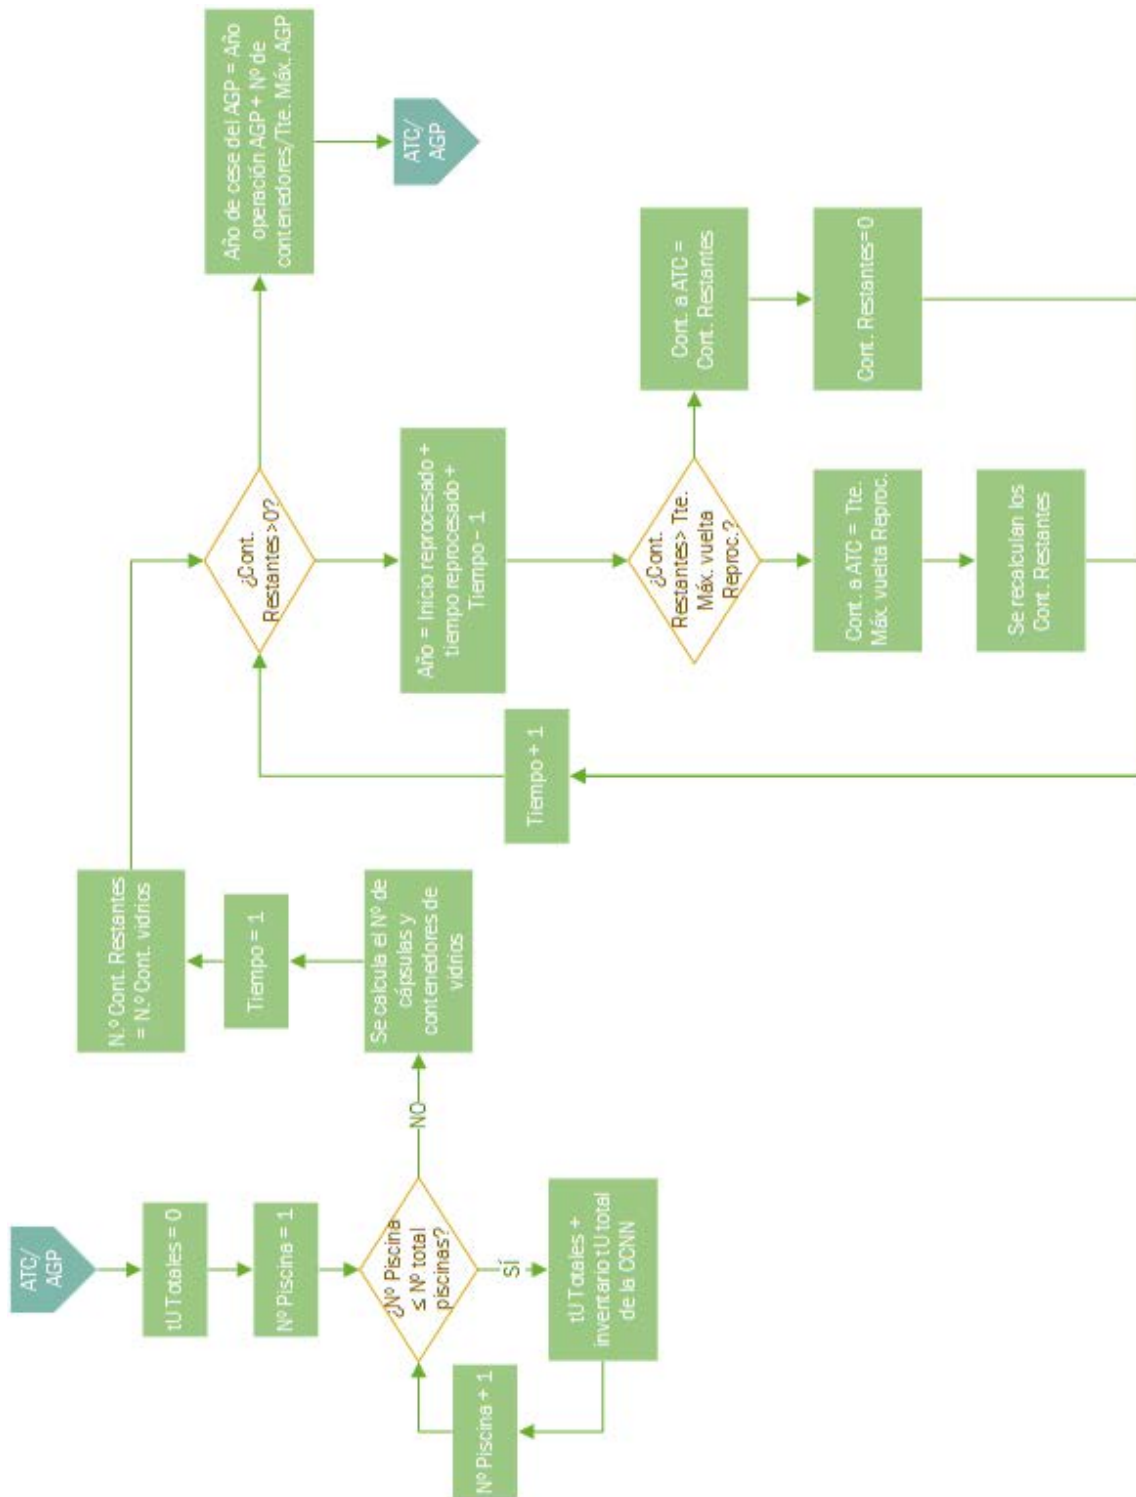 ATC/
AGP
tU Totales = 0
Nº Piscina = 1
¿Nº Piscina
≤ Nº total
piscinas?
SÍ
tU Totales +
inventario tU total
de la CCNN
Nº Piscina + 1
NO
Se calcula el Nº de
cápsulas y
contenedores de
vidrios
Tiempo = 1
N.º Cont. Restantes
= N.º Cont. vidrios
¿Cont.
Restantes>0?
Año = Inicio reprocesado +
tiempo reprocesado +
Tiempo - 1
¿Cont.
Restantes> Tte.
Máx. vuelta
Reproc.?
Cont. a ATC = Tte.
Máx. vuelta Reproc.
Se recalculan los
Cont. Restantes
Cont. a ATC =
Cont. Restantes
Cont. Restantes=0
Tiempo + 1
Año de cese del AGP = Año
operación AGP + Nº de
contenedores/Tte. Máx. AGP
ATC/
AGP